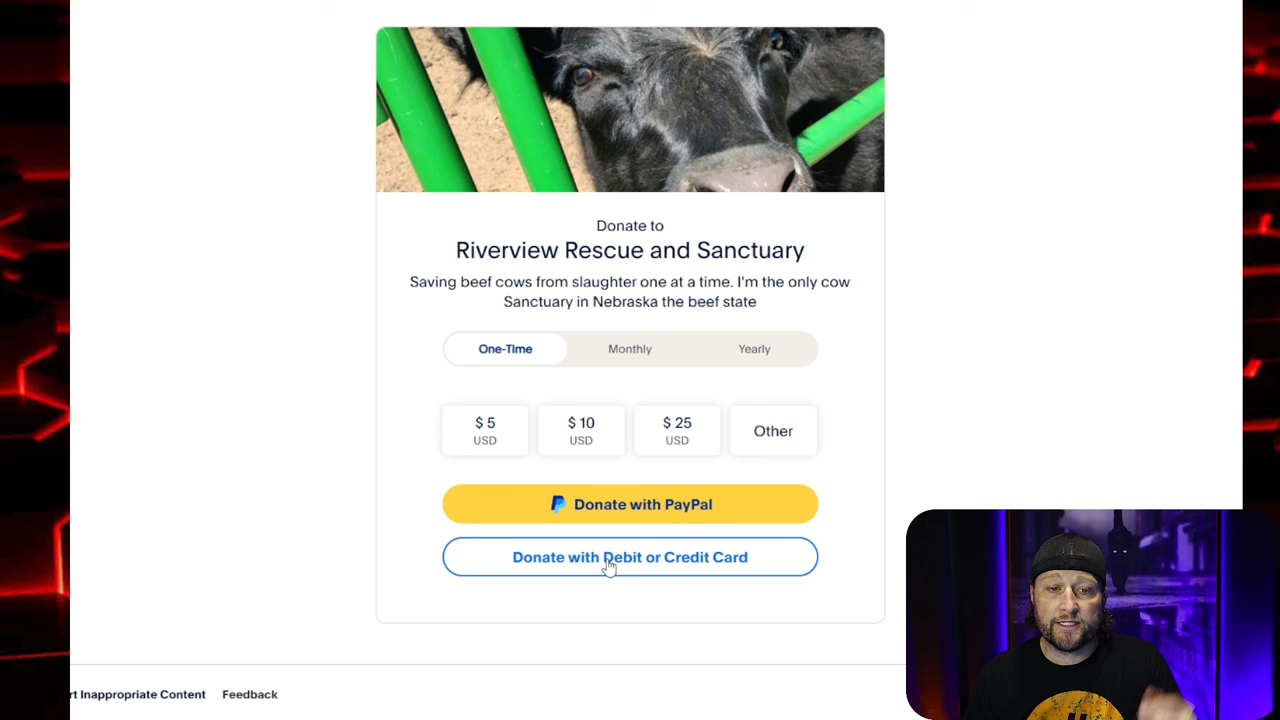 Donate to
Riverview Rescue and Sanctuary
Saving beef cows from slaughter one at a time. I'm the only cow
Sanctuary in Nebraska the beef state
One-Time Monthly Yearly
$ 5 $ 10 $ 25 Other
USD USD USD
Donate with PayPal
Donate with Debit or Credit Card
Inappropriate Content Feedback